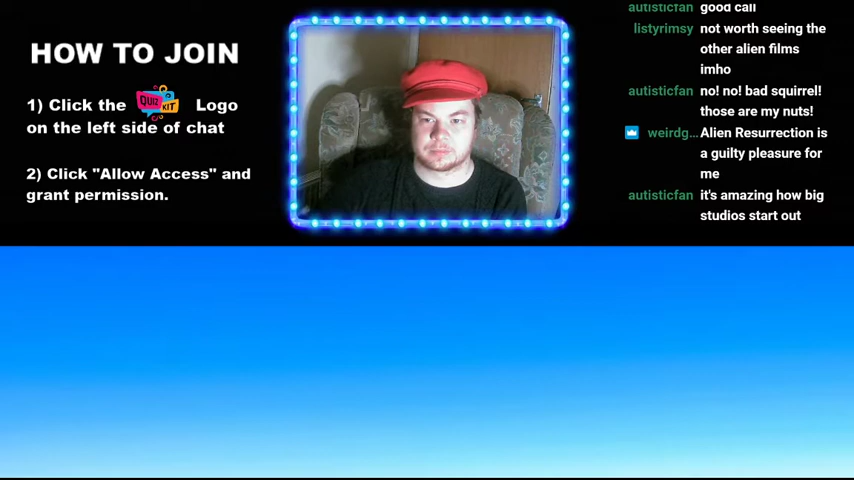 HOW TO JOIN
1) Click the QUIZ KIT Logo
on the left side of chat
2) Click "Allow Access" and
grant permission.
autisticfan good call
listyrimsy not worth seeing the
other alien films
imho
autisticfan no! no! bad squirrel!
those are my nuts!
weirdg... Alien Resurrection is
a guilty pleasure for
me
autisticfan it's amazing how big
studios start out